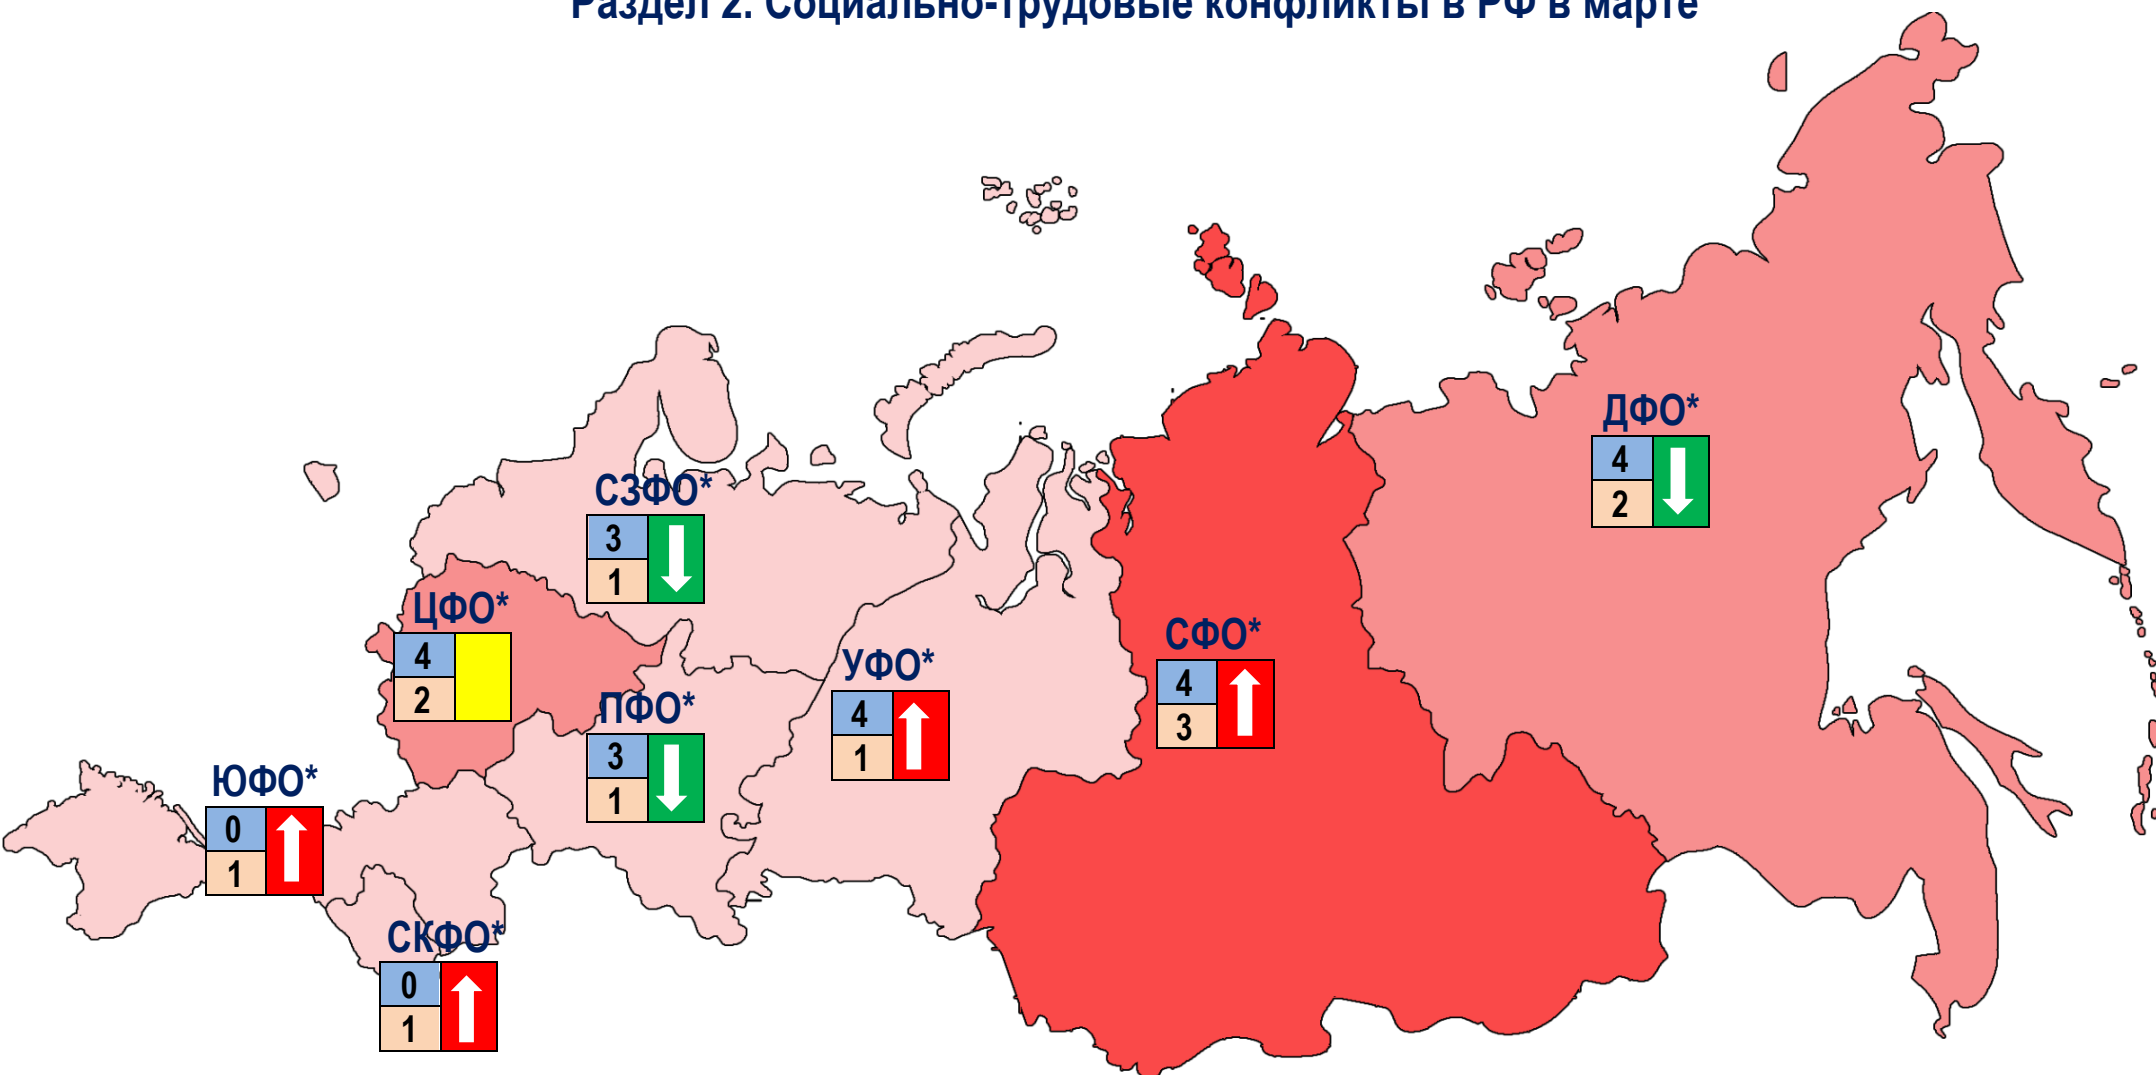 Раздел 2. Социально-трудовые конфликты в РФ в марте
ДФО*
4
2
СЗФО*
3
1
ЦФО*
4
2
СФО*
4
3
УФО*
4
1
ПФО*
3
1
ЮФО*
0
1
СКФО*
0
1